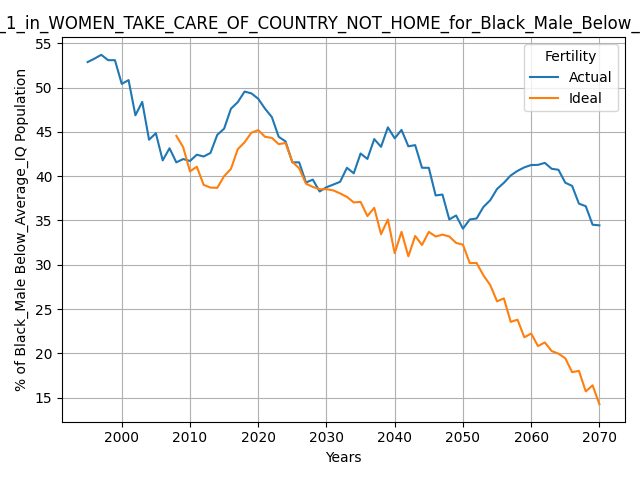 _1_in_WOMEN_TAKE_CARE_OF_COUNTRY_NOT_HOME_for_Black_Male_Below_
Fertility
Actual
Ideal
% of Black_Male Below_Average_IQ Population
55
50
45
40
35
30
25
20
15
2000 2010 2020 2030 2040 2050 2060 2070
Years